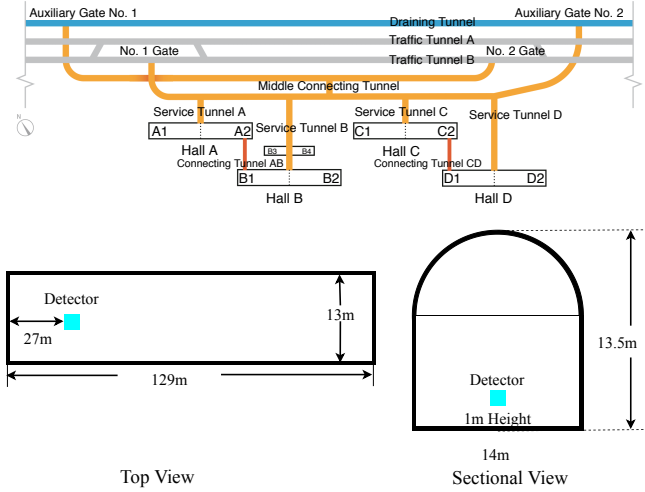 Auxiliary Gate No. 1
Auxiliary Gate No. 2
Draining Tunnel
Traffic Tunnel A
No. 1 Gate
No. 2 Gate
Traffic Tunnel B
Middle Connecting Tunnel
N
Service Tunnel A
Service Tunnel B
Service Tunnel C
Service Tunnel D
A1
A2
C1
C2
Hall A
B3
B4
Hall C
Connecting Tunnel AB
Connecting Tunnel CD
B1
B2
D1
D2
Hall B
Hall D
Detector
27m
13m
129m
Top View
13.5m
Detector
1m Height
14m
Sectional View